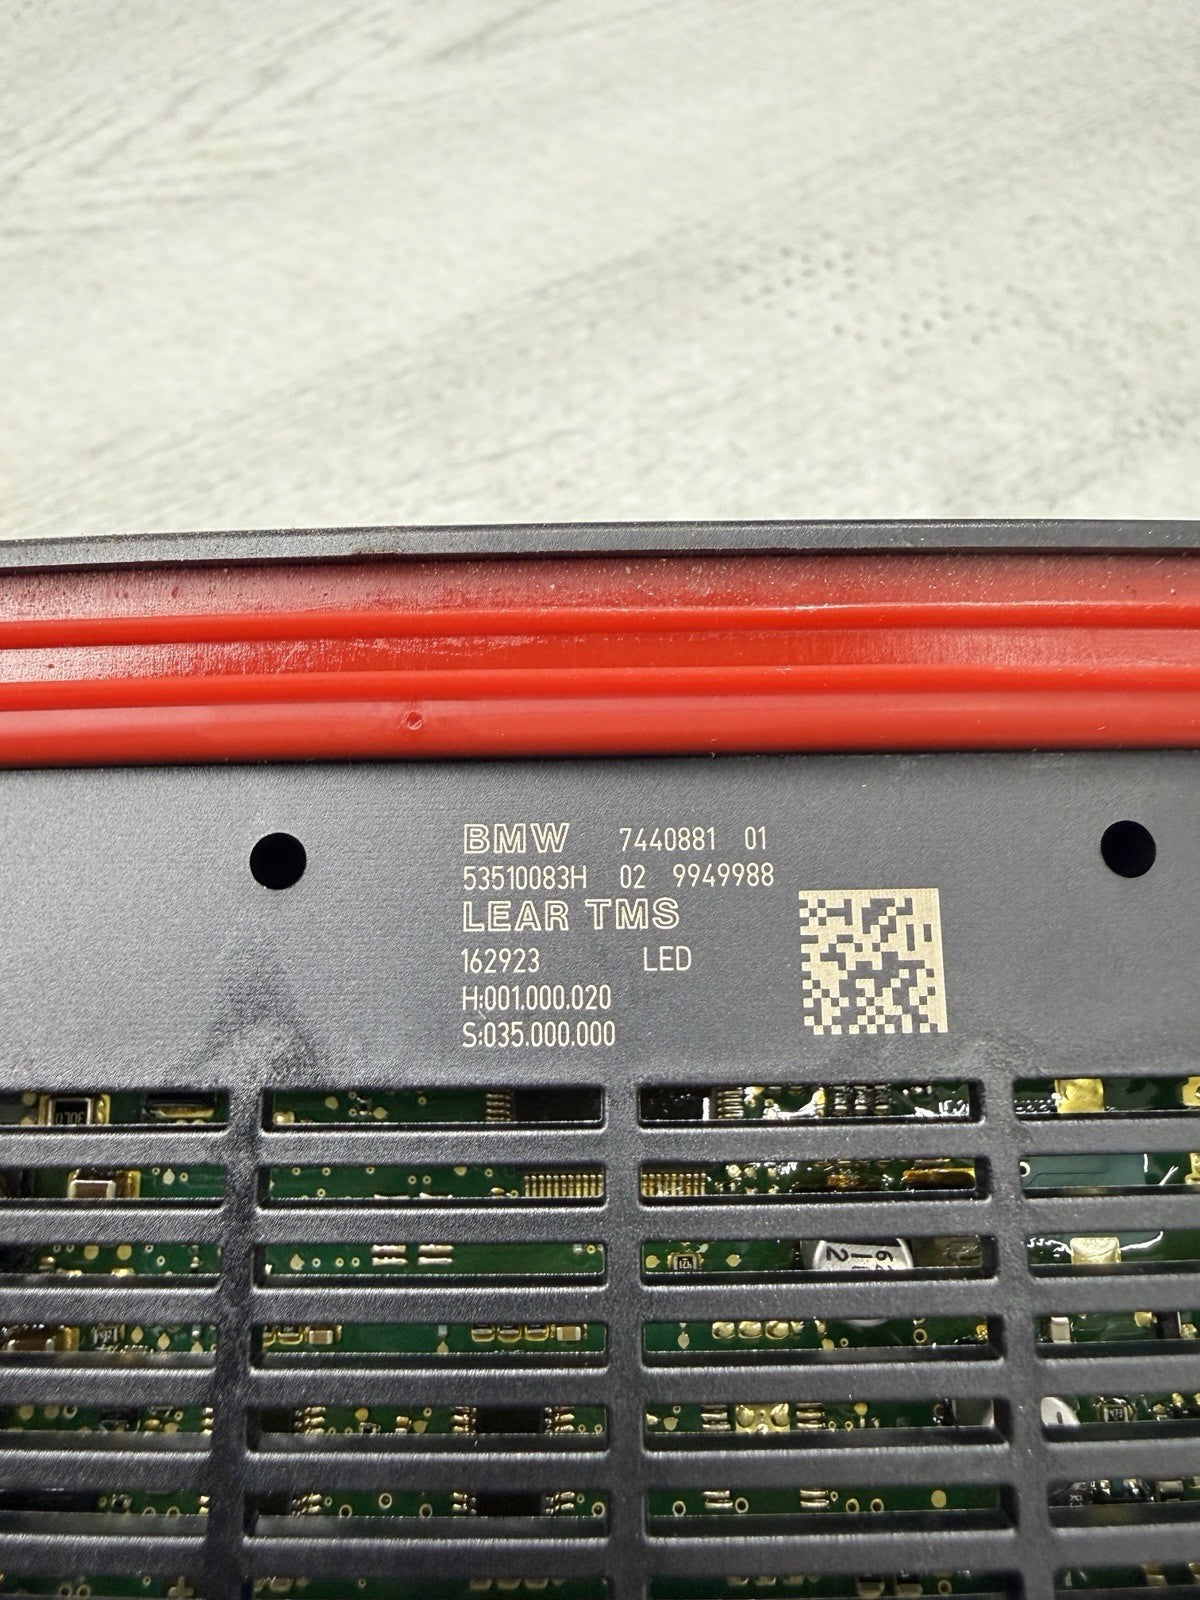 BMW 7440881 01
53510083H 02 9949988
LEAR TMS
162923 LED
H:001.000.020
S:035.000.000